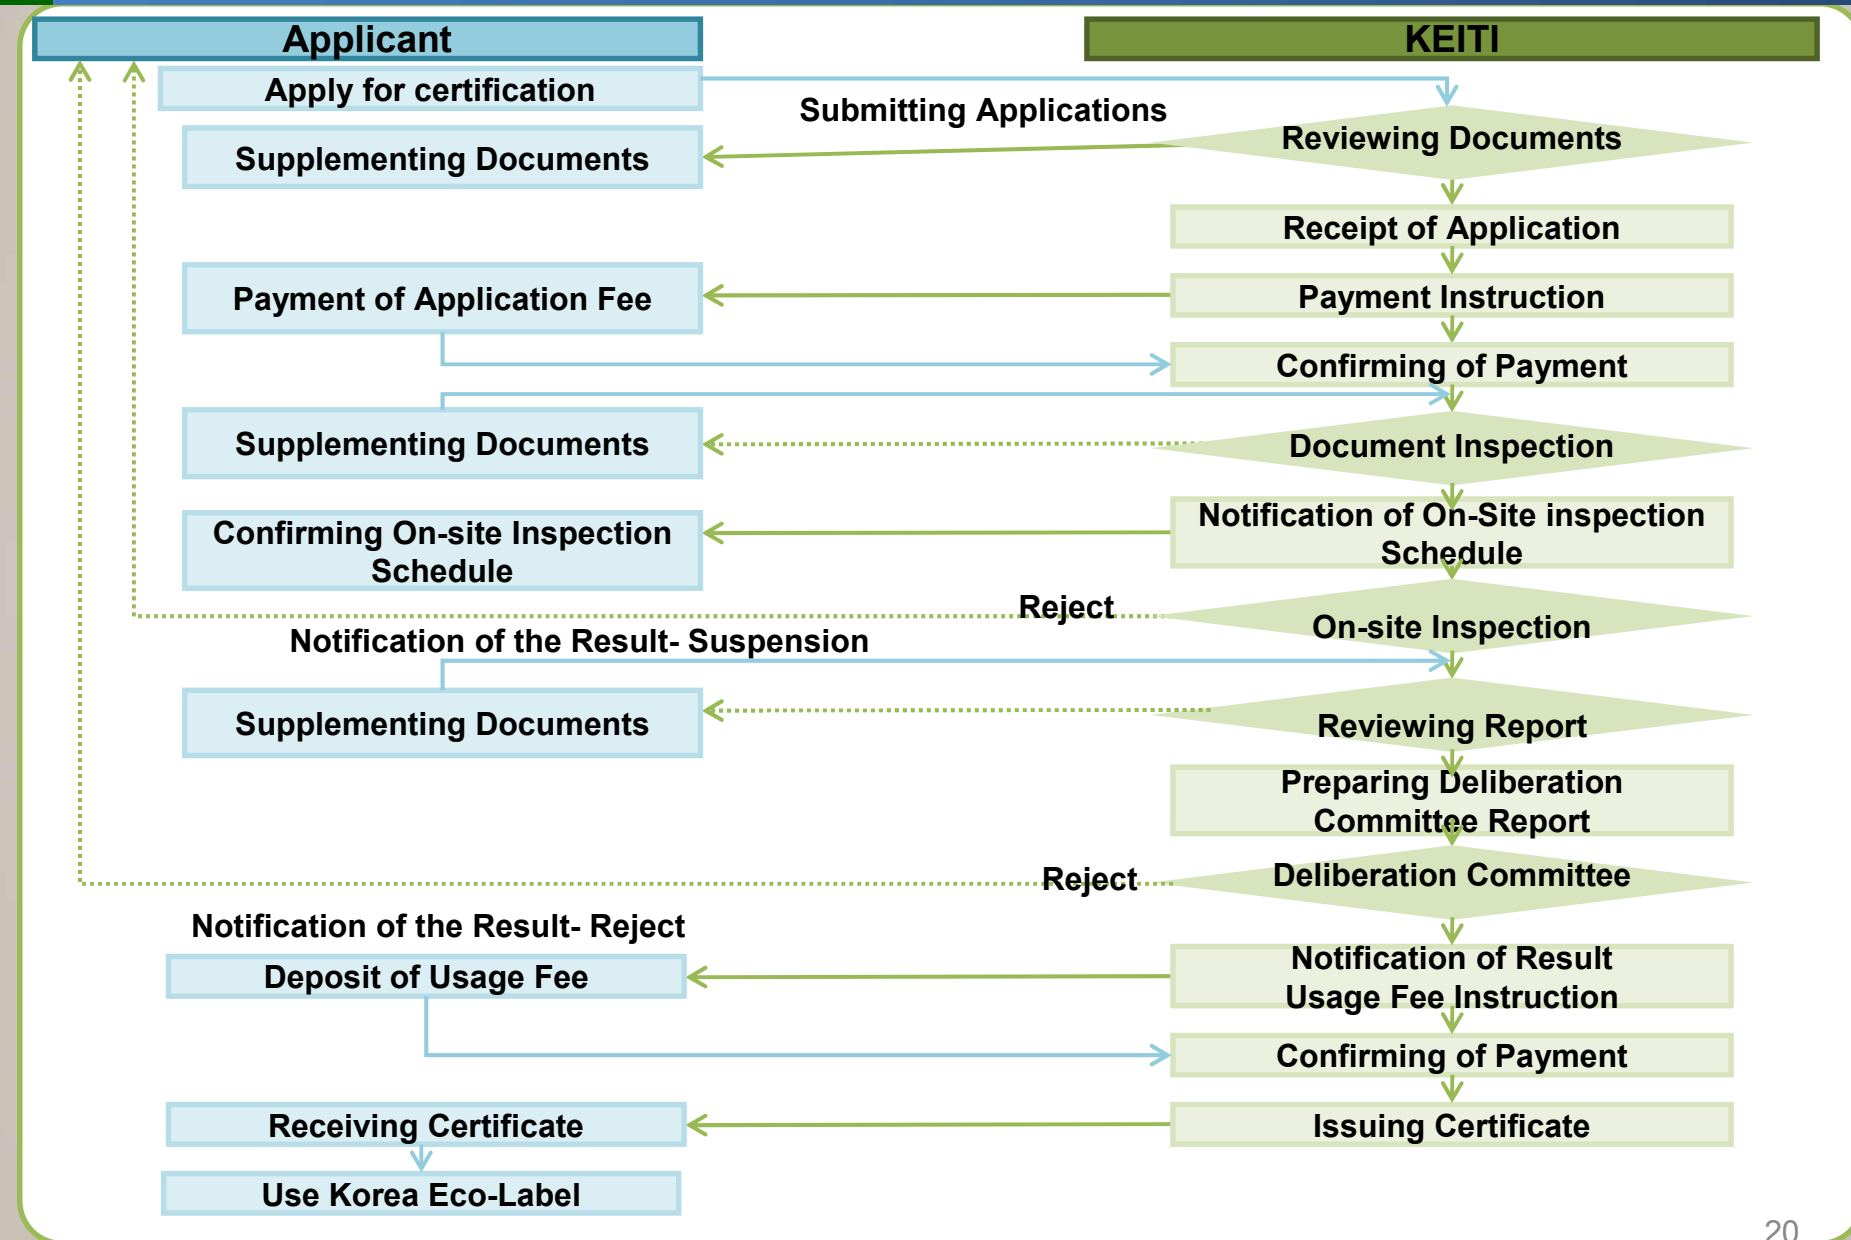 Applicant
KEITI
Apply for certification
Submitting Applications
Reviewing Documents
Supplementing Documents
Receipt of Application
Payment of Application Fee
Payment Instruction
Confirming of Payment
Supplementing Documents
Document Inspection
Confirming On-site Inspection
Schedule
Notification of On-Site inspection
Schedule
Reject
On-site Inspection
Notification of the Result- Suspension
Supplementing Documents
Reviewing Report
Preparing Deliberation
Committee Report
Reject
Deliberation Committee
Notification of the Result- Reject
Deposit of Usage Fee
Notification of Result
Usage Fee Instruction
Confirming of Payment
Receiving Certificate
Issuing Certificate
Use Korea Eco-Label
20